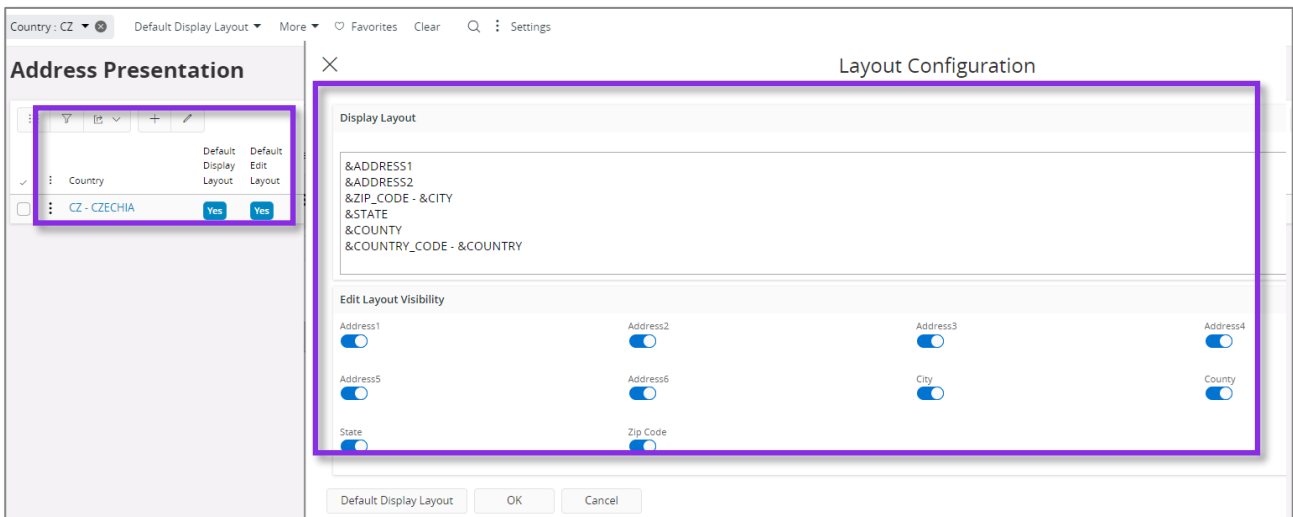 Country : CZ
Default Display Layout
More
Favorites
Clear
Settings
Address Presentation
Layout Configuration
Country
Default Display Layout
Default Edit Layout
CZ - CZECHIA
Yes
Yes
Display Layout
&ADDRESS1
&ADDRESS2
&ZIP_CODE - &CITY
&STATE
&COUNTY
&COUNTRY_CODE - &COUNTRY
Edit Layout Visibility
Address1
Address2
Address3
Address4
Address5
Address6
City
County
State
Zip Code
Default Display Layout
OK
Cancel